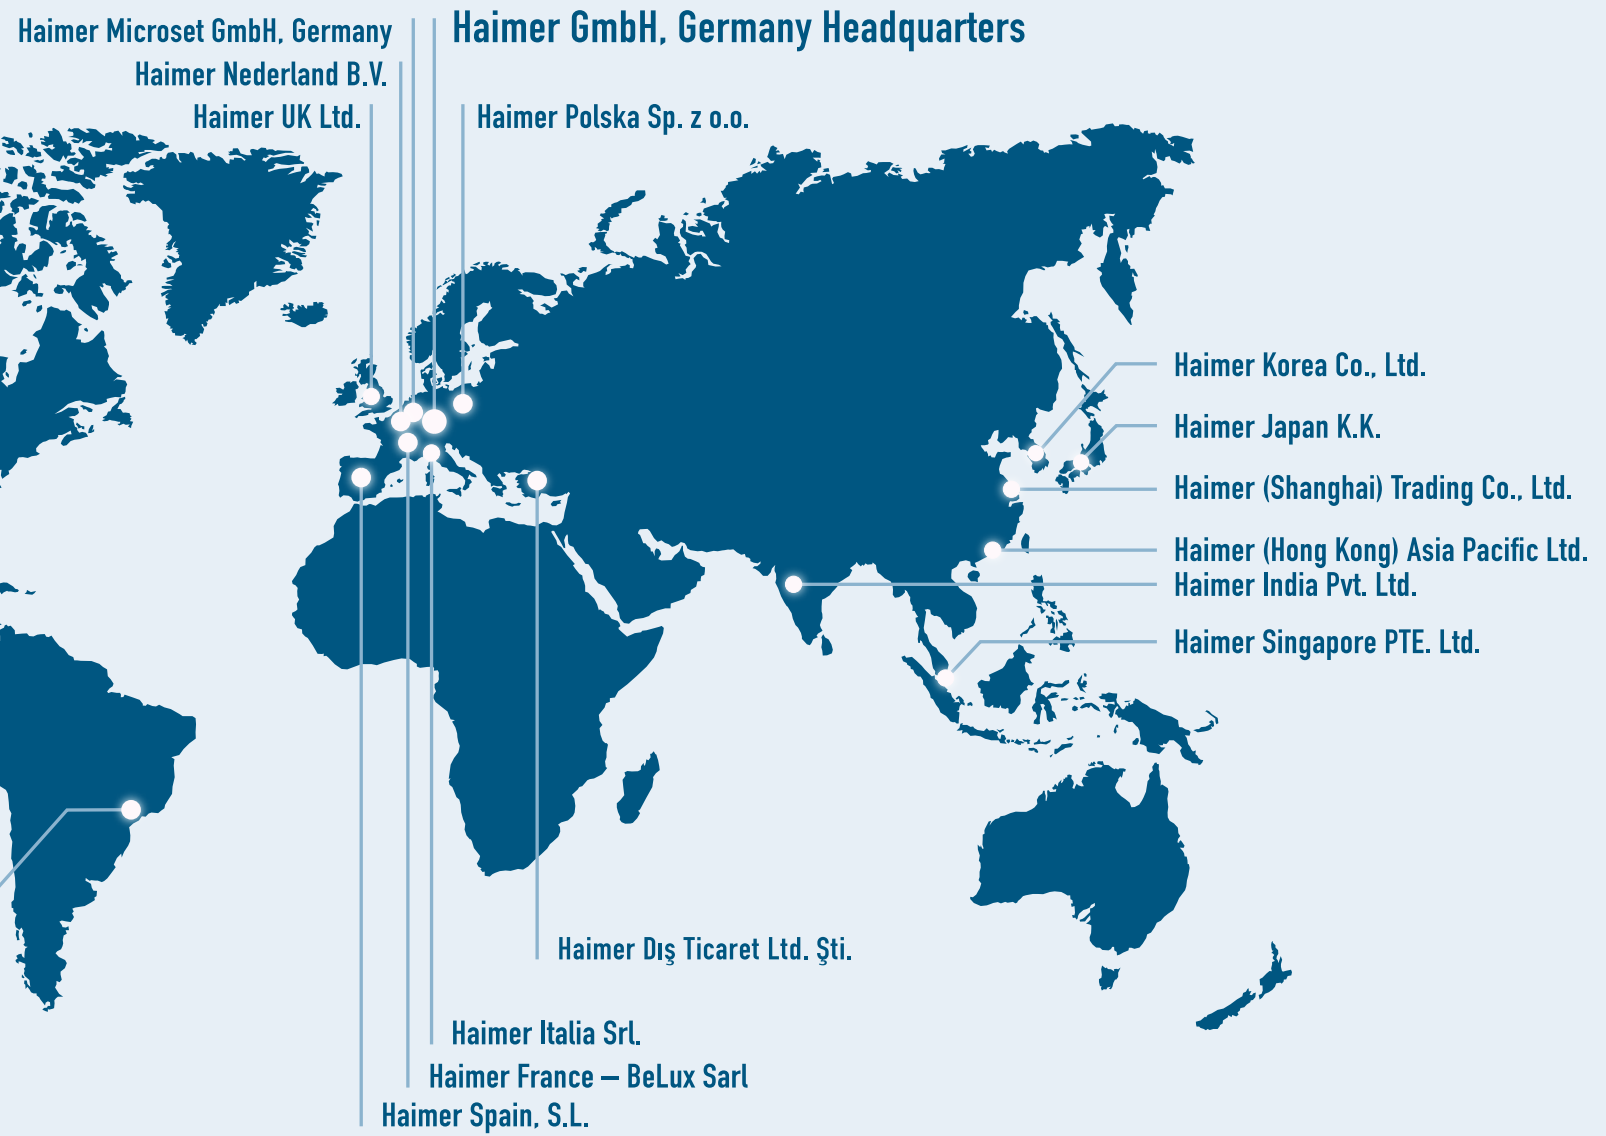 Haimer GmbH, Germany Headquarters
Haimer Microset GmbH, Germany
Haimer Nederland B.V.
Haimer UK Ltd.
Haimer Polska Sp. z o.o.
Haimer Korea Co., Ltd.
Haimer Japan K.K.
Haimer (Shanghai) Trading Co., Ltd.
Haimer (Hong Kong) Asia Pacific Ltd.
Haimer India Pvt. Ltd.
Haimer Singapore PTE. Ltd.
Haimer Dış Ticaret Ltd. Şti.
Haimer Italia Srl.
Haimer France – BeLux Sarl
Haimer Spain, S.L.